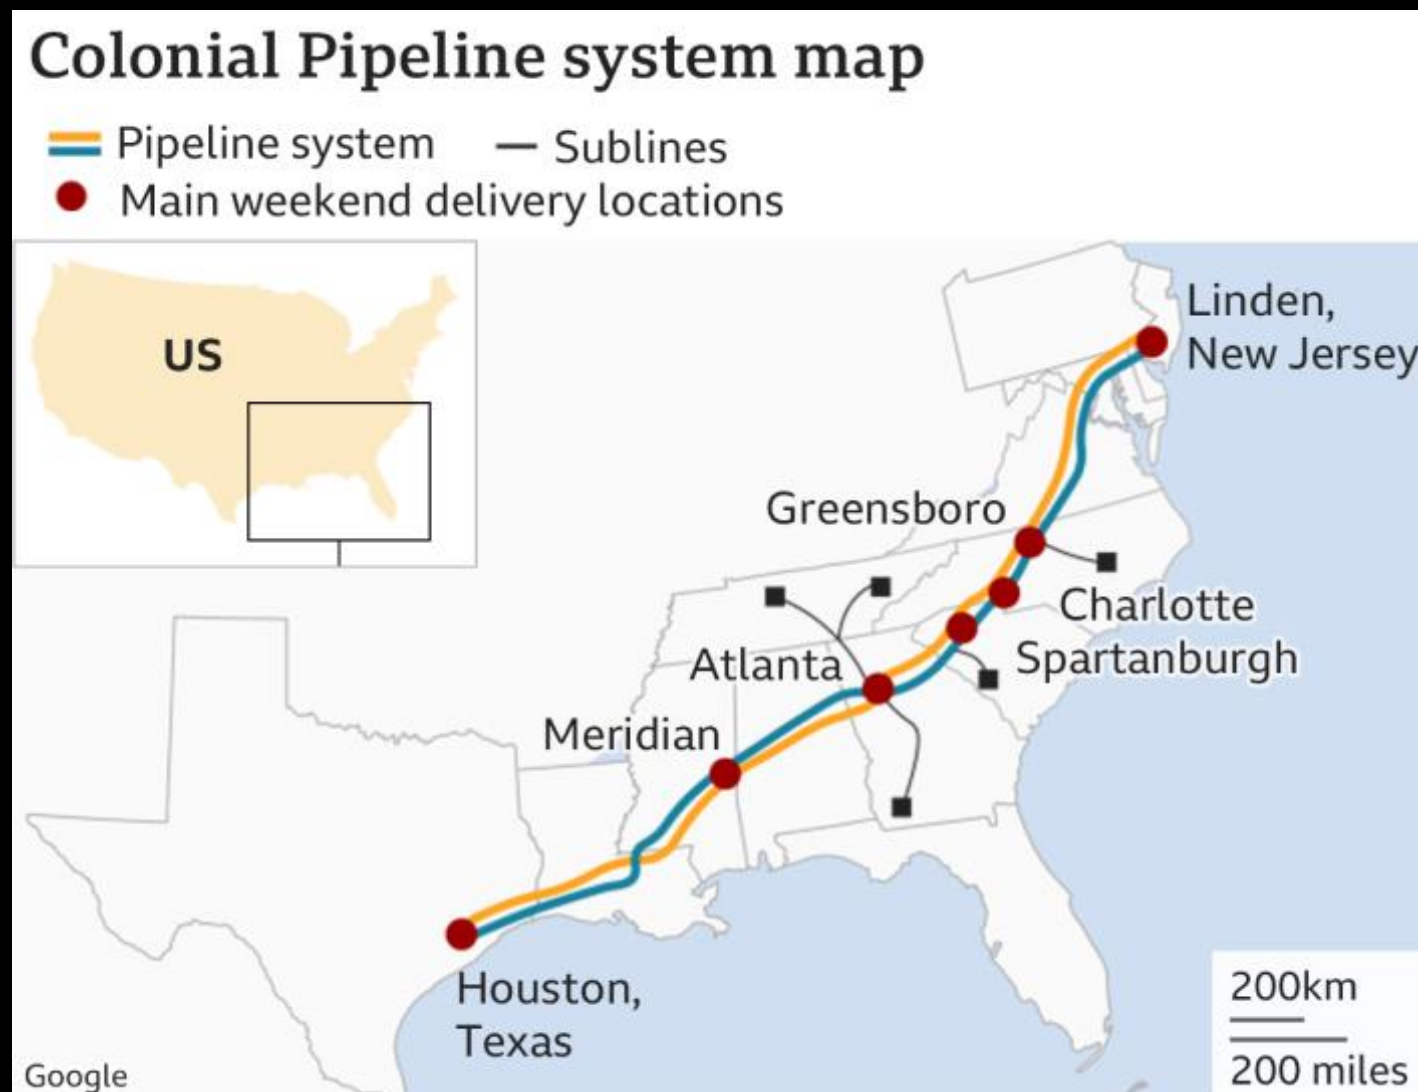 Colonial Pipeline system map
Pipeline system
Sublines
Main weekend delivery locations
US
Linden,
New Jersey
Greensboro
Charlotte
Spartanburgh
Atlanta
Meridian
Houston,
Texas
200km
200 miles
Google